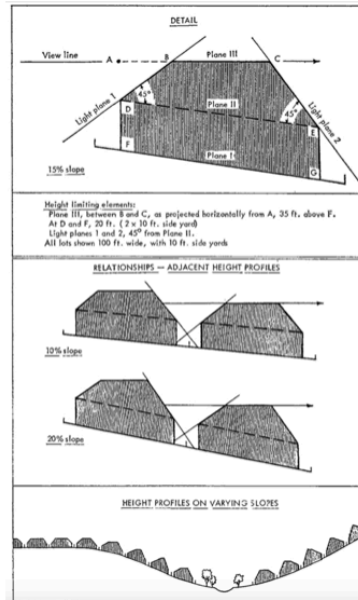 DETAIL
View line
A
B
Plane III
C
Light plane 1
45°
D
Plane II
45°
E
Light plane 2
F
Plane I
G
15% slope
Height limiting elements:
Plane III, between B and C, as projected horizontally from A, 35 ft. above F.
At D and F, 20 ft. (2 x 10 ft. side yard)
Light planes 1 and 2, 45° from Plane II.
All lots shown 100 ft. wide, with 10 ft. side yards
RELATIONSHIPS — ADJACENT HEIGHT PROFILES
10% slope
20% slope
HEIGHT PROFILES ON VARYING SLOPES